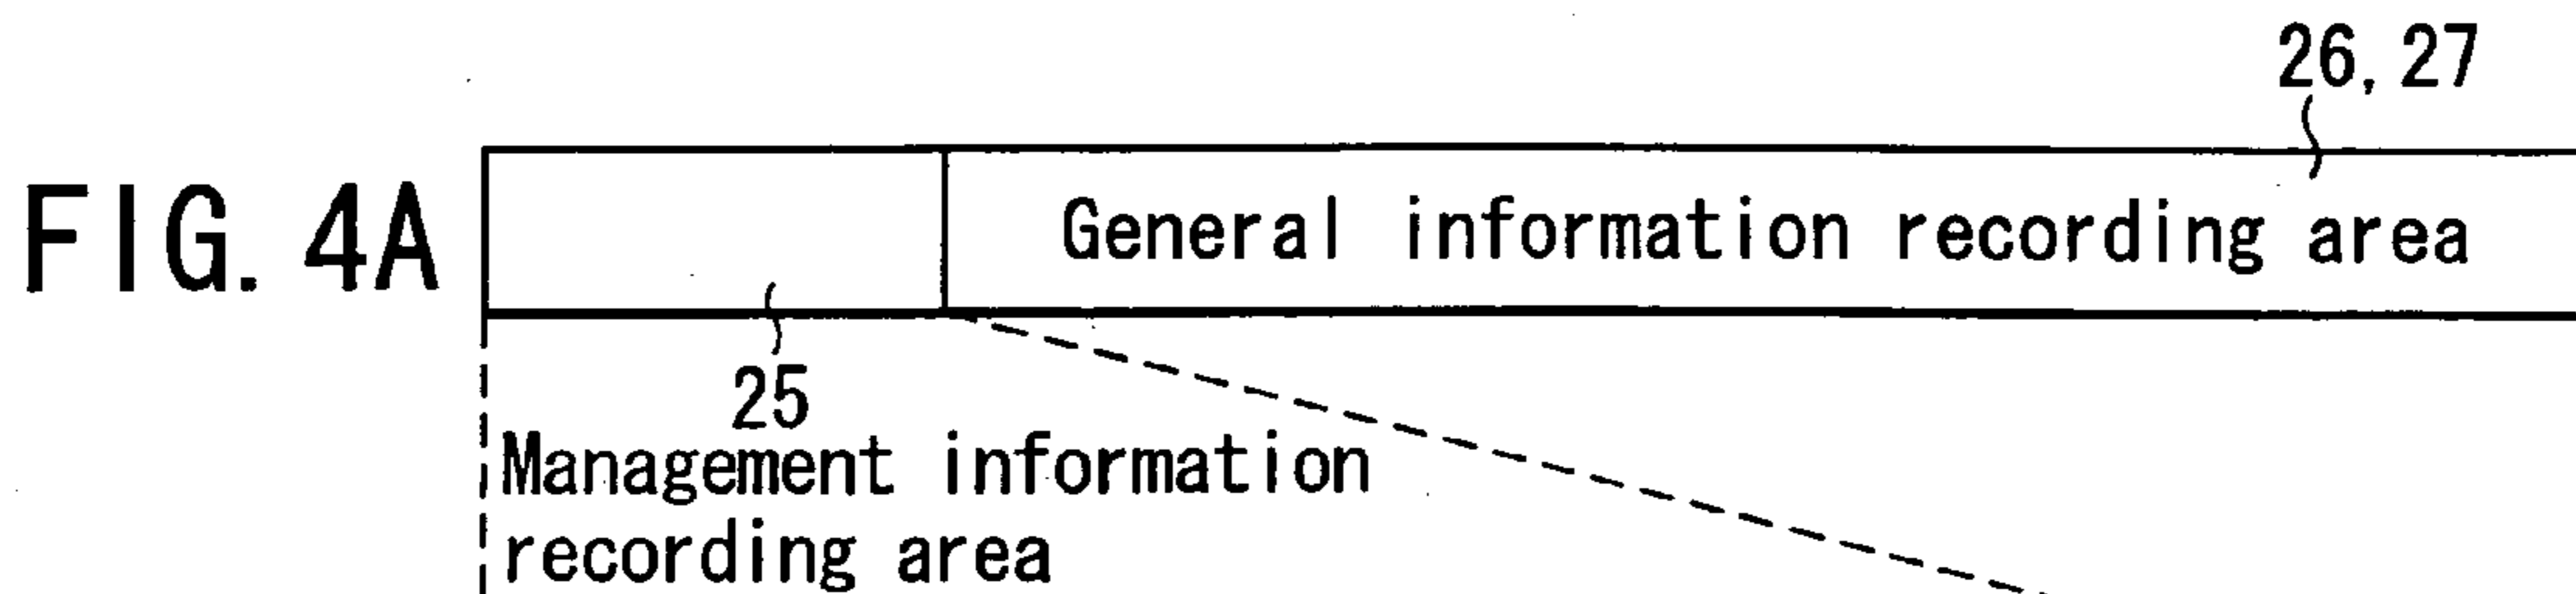 26, 27
FIG. 4A
General information recording area
25
Management information
recording area